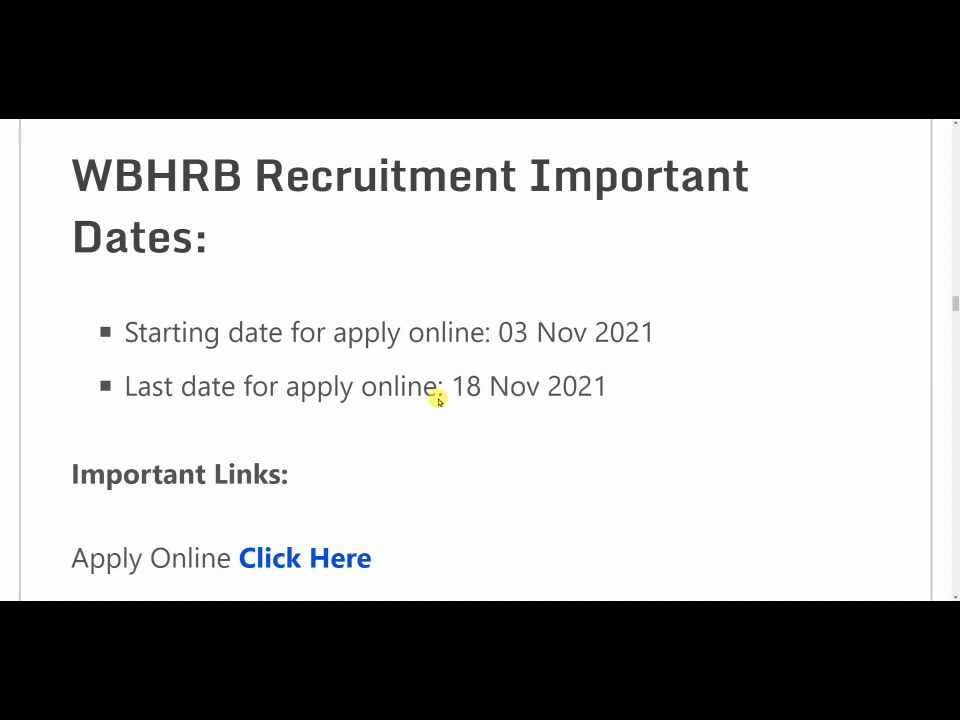 WBHRB Recruitment Important
Dates:
▪ Starting date for apply online: 03 Nov 2021
▪ Last date for apply online: 18 Nov 2021
Important Links:
Apply Online Click Here